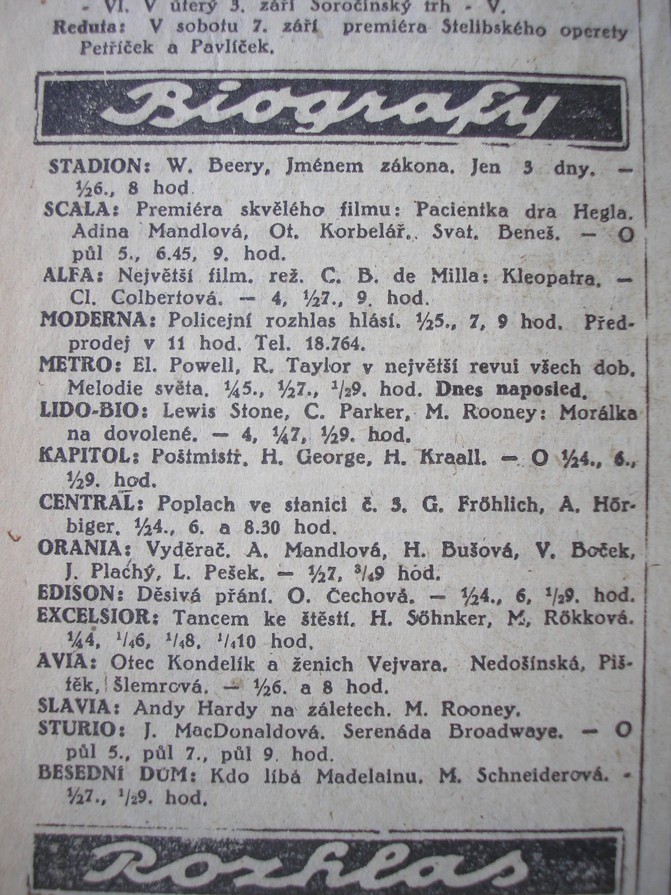 - VI. V úterý 3. září Soročinský trh - V.
Reduta: V sobotu 7. září premiéra Stelibského operety
Petříček a Pavlíček.
Biografy
STADION: W. Beery, Jménem zákona. Jen 3 dny. —
½6., 8 hod
SCALA: Premiéra skvělého filmu: Pacientka dra Hegla.
Adina Mandlová, Ot. Korbelář, Svat. Beneš. — O
půl 5., 6.45, 9. hod.
ALFA: Největší film. rež. C. B. de Milla: Kleopatra. —
Cl. Colbertová. — 4, ½7., 9. hod.
MODERNA: Policejní rozhlas hlásí. ½5., 7, 9 hod. Před-
prodej v 11 hod. Tel. 18.764.
METRO: El. Powell, R. Taylor v největší revui všech dob.
Melodie světa. ¼5., ½7., ½9. hod. Dnes naposled.
LIDO-BIO: Lewis Stone, C. Parker, M. Rooney: Morálka
na dovolené. — 4, ¼7, ½9. hod.
KAPITOL: Poštmistr. H. George, H. Kraall. — O ½4., 6.,
½9. hod.
CENTRAL: Poplach ve stanici č. 3. G. Fröhlich, A. Hör-
biger. ½4., 6. a 8.30 hod.
ORANIA: Vyděrač. A. Mandlová, H. Bušová, V. Boček,
J. Plachý, L. Pešek. — ½7, ¾9 hod.
EDISON: Děsivá přání. O. Čechová. — ½4., 6, ½9. hod.
EXCELSIOR: Tancem ke štěstí. H. Söhnker, M, Rökková.
¼4, ¼6, ¼8, ¼10 hod.
AVIA: Otec Kondelík a ženich Vejvara. Nedošínská, Piš-
těk, Šlemrová. — ½6. a 8 hod.
SLAVIA: Andy Hardy na záletech. M. Rooney.
STURIO: J. MacDonaldová. Serenáda Broadwaye. — O
půl 5., půl 7., půl 9. hod.
BESEDNÍ DŮM: Kdo líbá Madelainu. M. Schneiderová. -
½7., ½9. hod.
Rozhlas